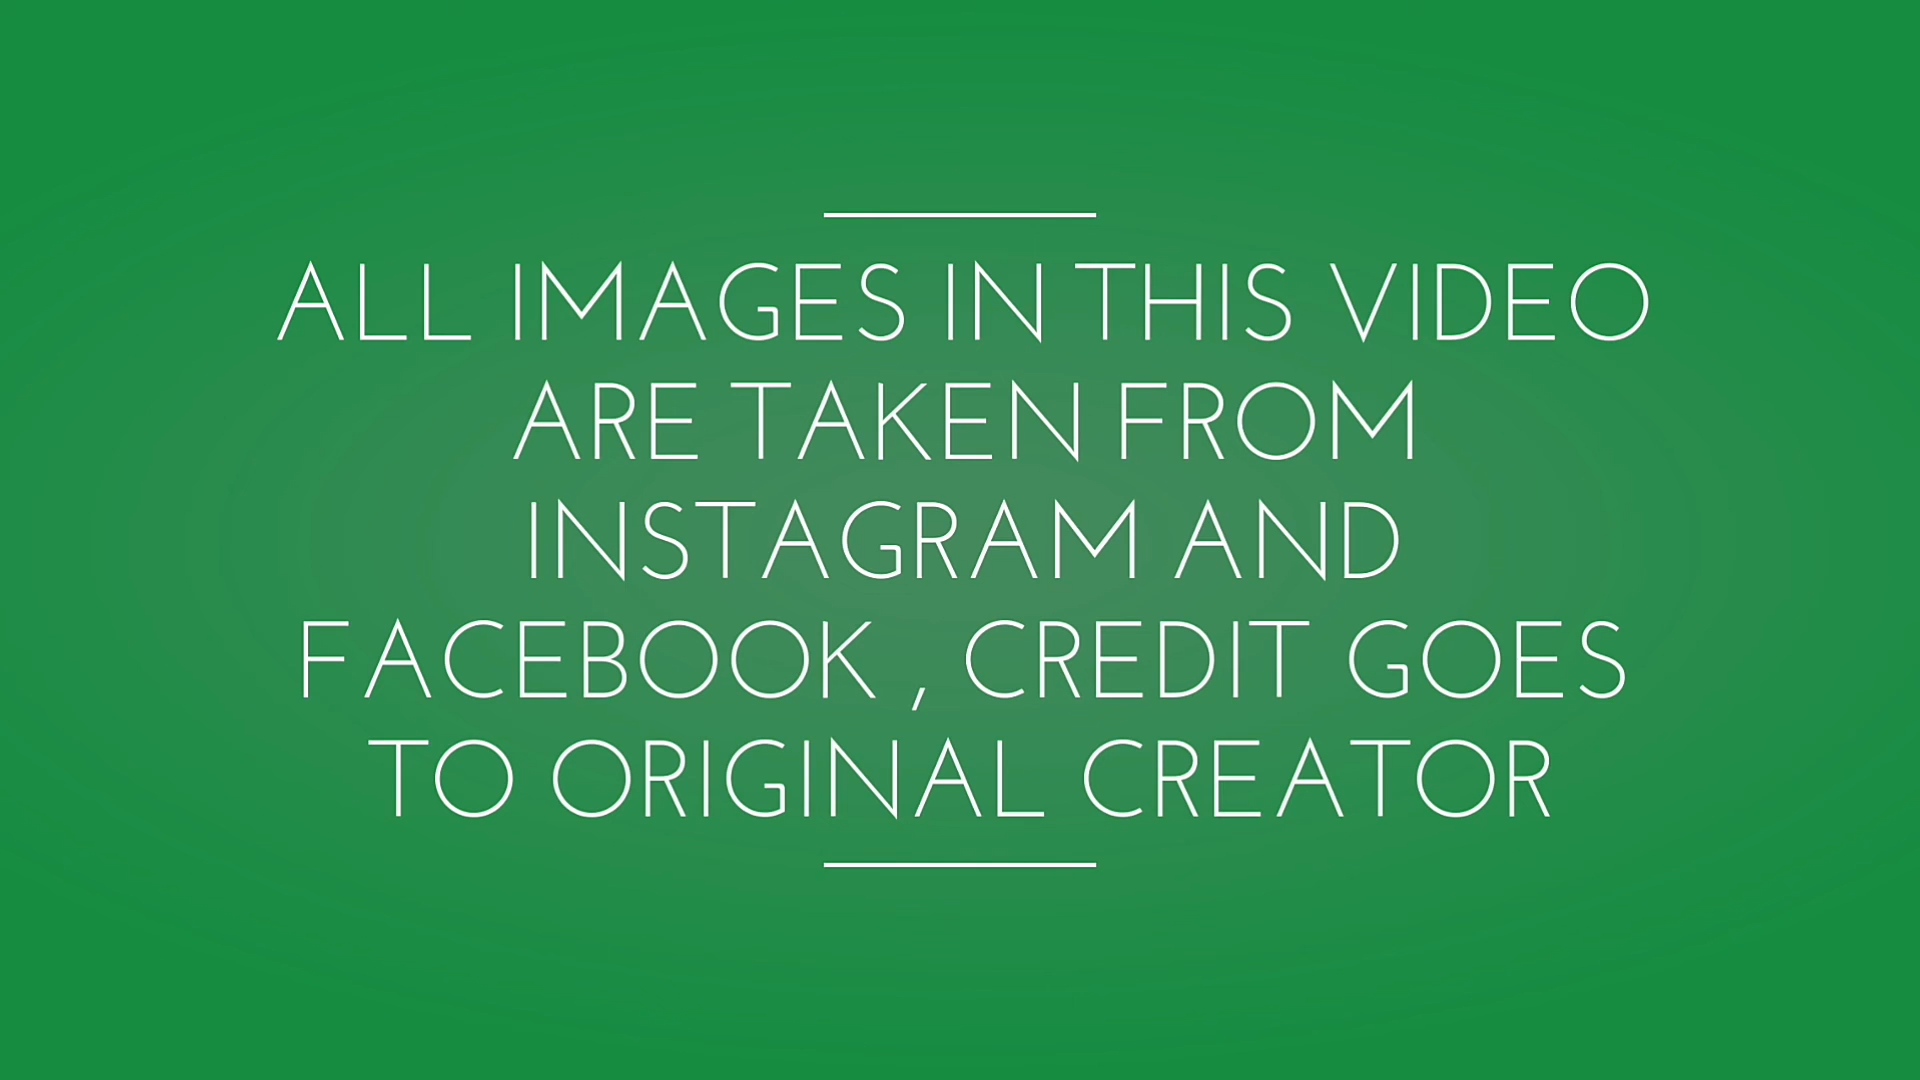 ALL IMAGES IN THIS VIDEO
ARE TAKEN FROM
INSTAGRAM AND
FACEBOOK , CREDIT GOES
TO ORIGINAL CREATOR